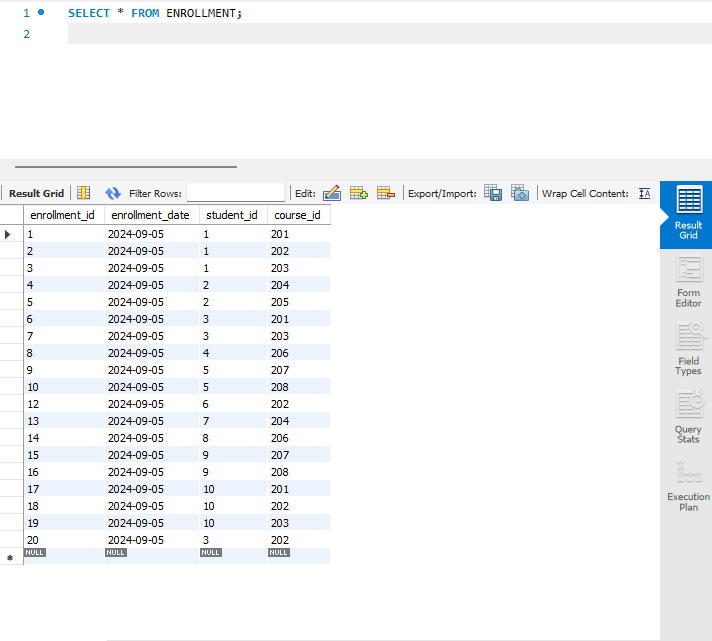 1 SELECT * FROM ENROLLMENT;
2
Result Grid Filter Rows: Edit: Export/Import: Wrap Cell Content: IA
enrollment_id enrollment_date student_id course_id
1 2024-09-05 1 201
2 2024-09-05 1 202
3 2024-09-05 1 203
4 2024-09-05 2 204
5 2024-09-05 2 205
6 2024-09-05 3 201
7 2024-09-05 3 203
8 2024-09-05 4 206
9 2024-09-05 5 207
10 2024-09-05 5 208
12 2024-09-05 6 202
13 2024-09-05 7 204
14 2024-09-05 8 206
15 2024-09-05 9 207
16 2024-09-05 9 208
17 2024-09-05 10 201
18 2024-09-05 10 202
19 2024-09-05 10 203
20 2024-09-05 3 202
NULL NULL NULL NULL
Result
Grid
Form
Editor
Field
Types
Query
Stats
Execution
Plan